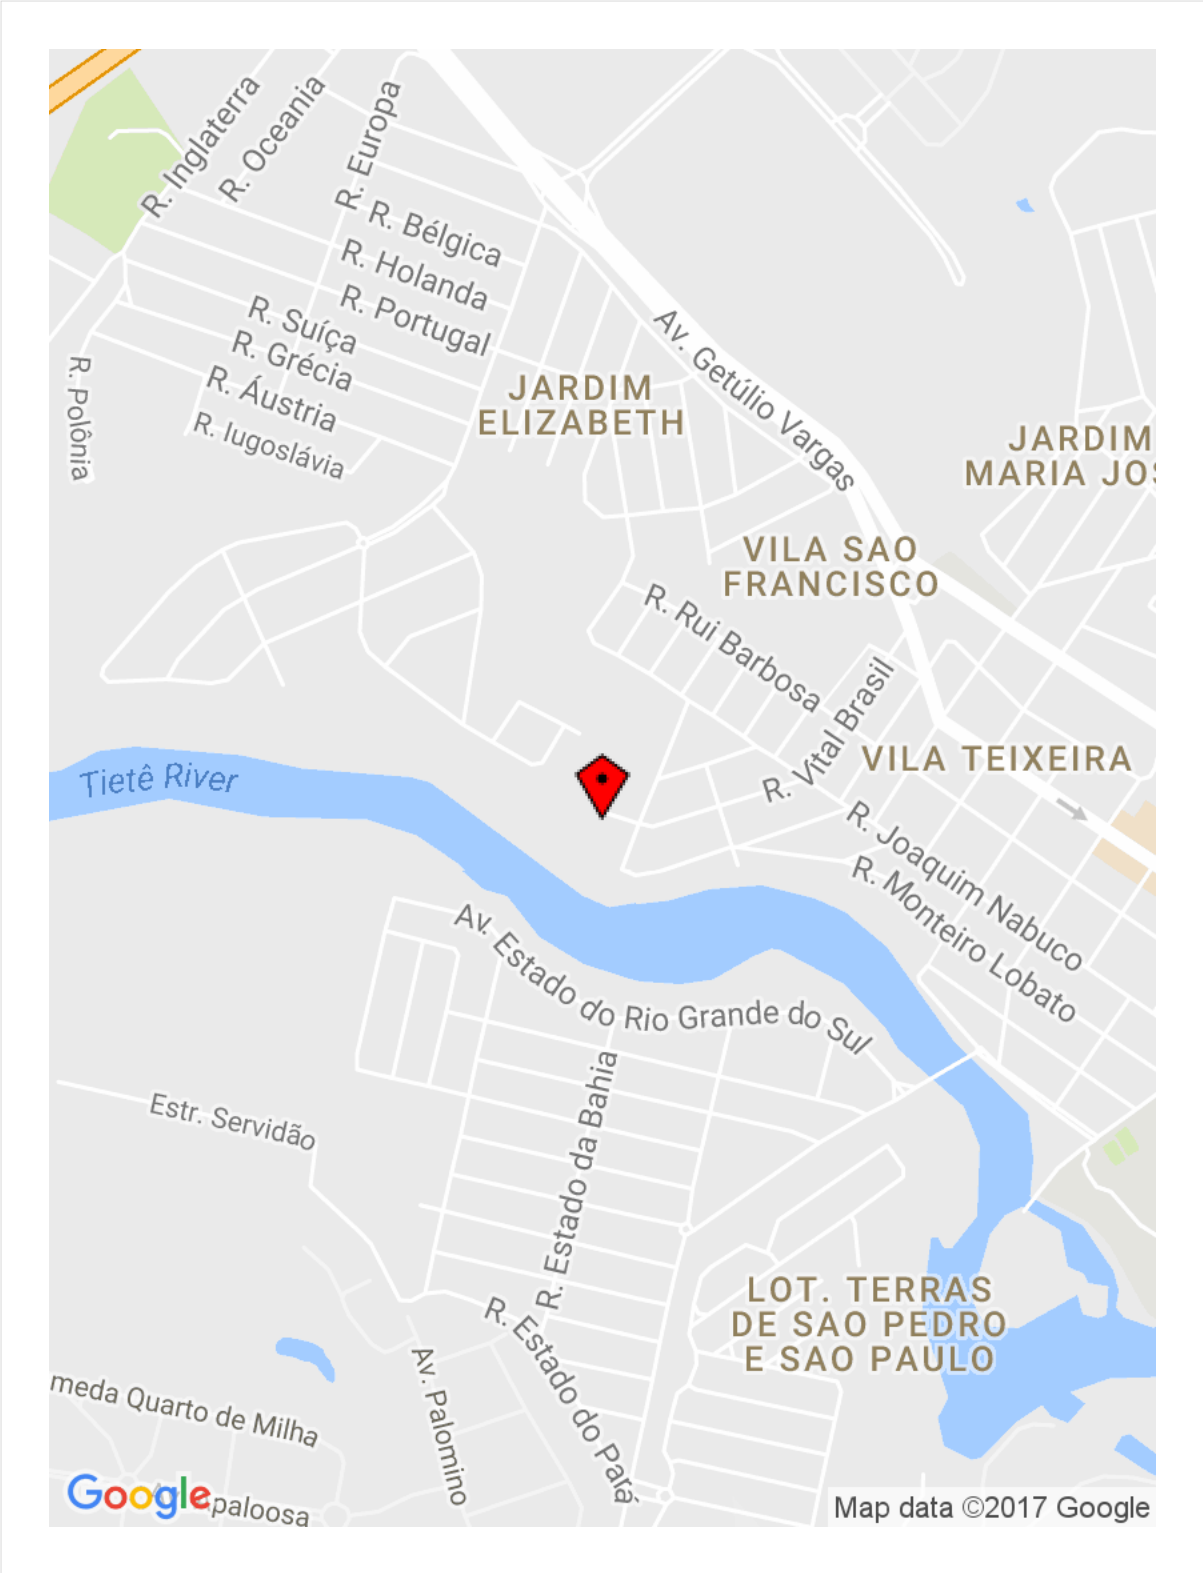 R. Inglaterra
R. Oceania
R. Europa
R. Bélgica
R. Holanda
R. Portugal
R. Suíça
R. Grécia
R. Áustria
R. Iugoslávia
R. Polônia
Av. Getúlio Vargas
JARDIM
ELIZABETH
JARDIM
MARIA JOS
VILA SAO
FRANCISCO
R. Rui Barbosa
R. Vital Brasil
VILA TEIXEIRA
Tietê River
R. Joaquim Nabuco
R. Monteiro Lobato
Av. Estado do Rio Grande do Sul
R. Estado da Bahia
Estr. Servidão
LOT. TERRAS
DE SAO PEDRO
E SAO PAULO
R. Estado do Pará
Av. Palomino
meda Quarto de Milha
Google
paloosa
Map data ©2017 Google